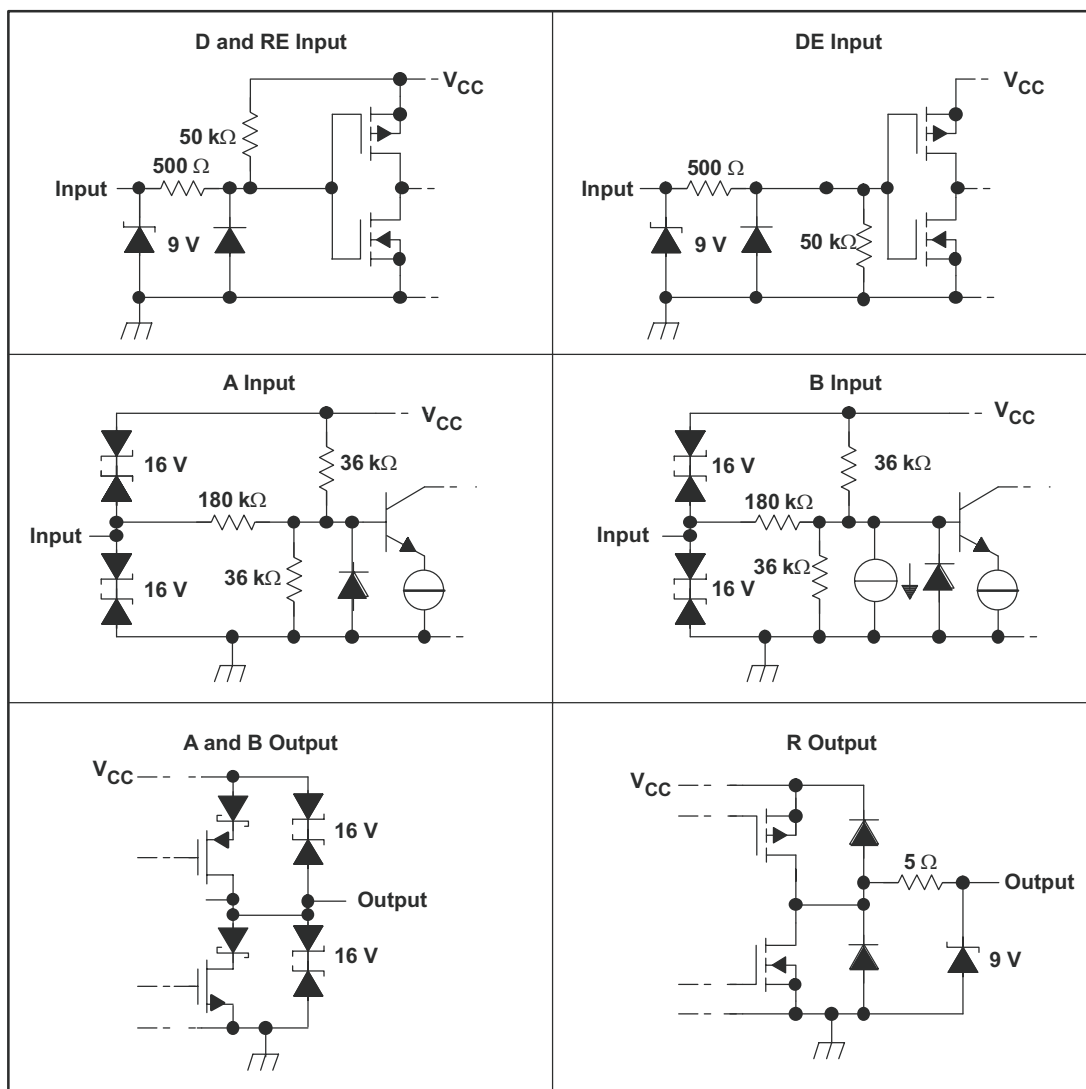 D and RE Input
VCC
50 kΩ
500 Ω
Input
9 V
DE Input
VCC
500 Ω
Input
9 V
50 kΩ
A Input
VCC
16 V
36 kΩ
180 kΩ
Input
36 kΩ
16 V
B Input
VCC
16 V
36 kΩ
180 kΩ
Input
36 kΩ
16 V
A and B Output
VCC
16 V
Output
16 V
R Output
VCC
5 Ω
Output
9 V